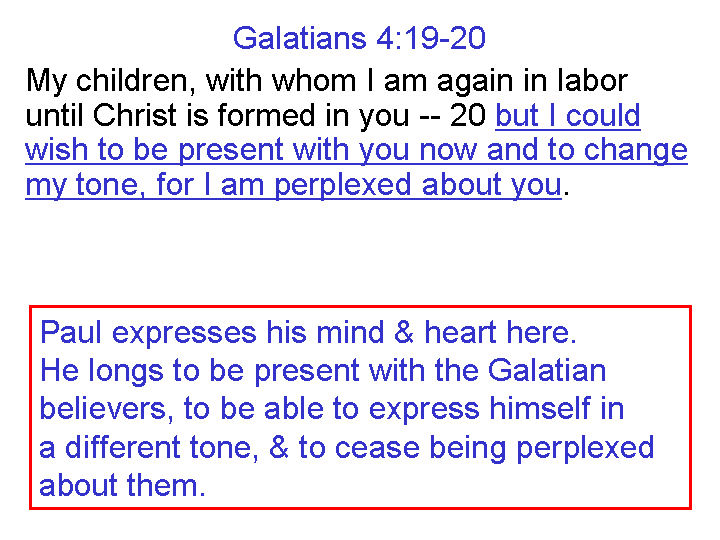 Galatians 4:19-20
My children, with whom I am again in labor
until Christ is formed in you -- 20 but I could
wish to be present with you now and to change
my tone, for I am perplexed about you.
Paul expresses his mind & heart here.
He longs to be present with the Galatian
believers, to be able to express himself in
a different tone, & to cease being perplexed
about them.